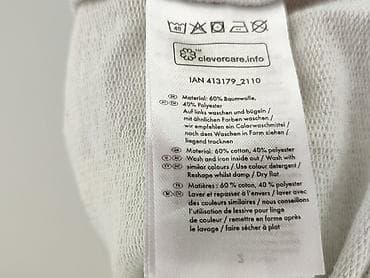 40
clevercare.info
IAN 413179_2110
Material: 60% Baumwolle,
40% Polyester
Auf links waschen und bügeln /
mit ähnlichen Farben waschen /
wir empfehlen ein Colorwaschmittel /
nach dem Waschen in Form ziehen /
liegend trocknen
Material: 60% cotton, 40% polyester
Wash and iron inside out / Wash with
similar colours / Use colour detergent /
Reshape whilst damp / Dry flat
Matières : 60 % coton, 40 % polyester
Laver et repasser à l'envers / laver avec
des couleurs similaires / nous conseillons
l'utilisation de lessive pour linge
de couleur / remettre en forme après
le lavage / faire sécher à plat